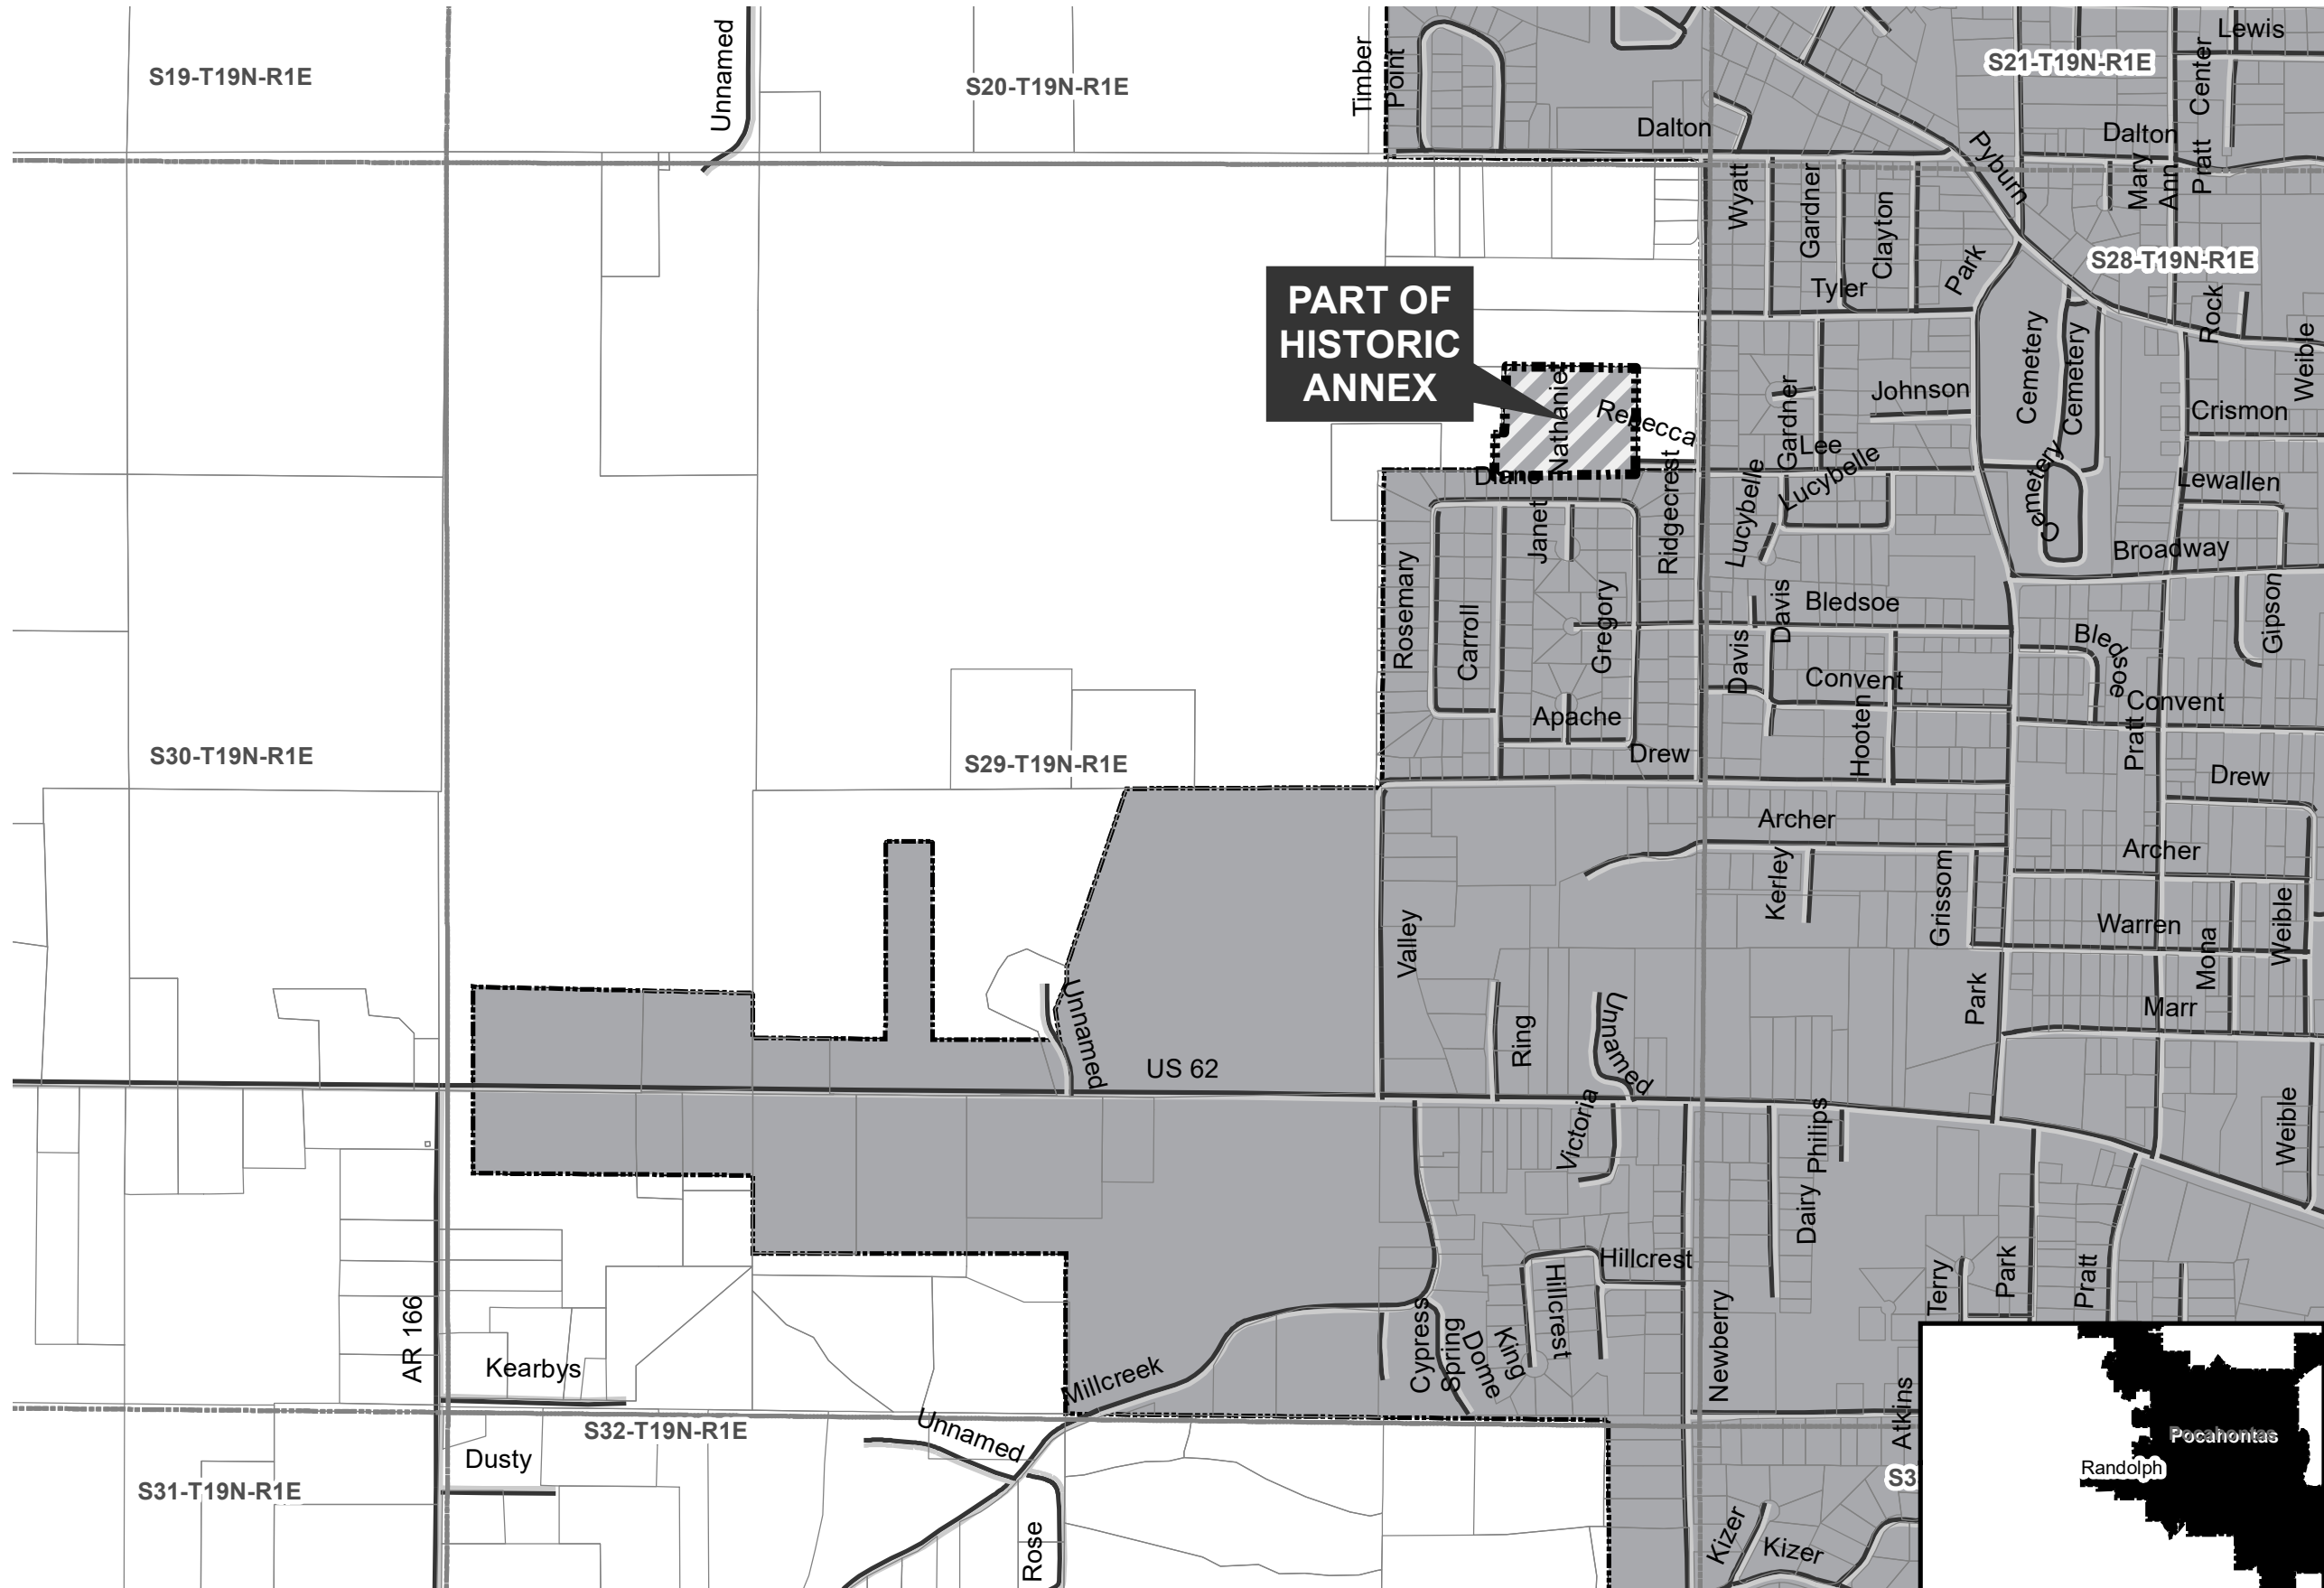 Lewis
S21-T19N-R1E
S19-T19N-R1E
Unnamed
S20-T19N-R1E
Timber
Point
Center
Dalton
Dalton
Pyburn
Mary
Ann
Pratt
Wyatt
Gardner
Clayton
Park
S28-T19N-R1E
Tyler
Rock
PART OF
HISTORIC
ANNEX
Weible
Cemetery
Cemetery
Nathaniel
Rebecca
Gardner
Johnson
Crismon
Lee
Lucybelle
Diane
Ridgecrest
Lucybelle
Cemetery
Lewallen
Janet
Broadway
Rosemary
Carroll
Gregory
Davis
Bledsoe
Gipson
Davis
Bledsoe
Convent
Convent
Apache
Hooten
Pratt
S30-T19N-R1E
S29-T19N-R1E
Drew
Drew
Archer
Archer
Kerley
Grissom
Valley
Warren
Mona
Weible
Park
Marr
Unnamed
Ring
Unnamed
US 62
Victoria
Philips
Weible
Dairy
Hillcrest
Hillcrest
Terry
Park
Pratt
AR 166
Kearbys
Millcreek
Cypress
Spring
Dome
King
Newberry
Atkins
Unnamed
S32-T19N-R1E
Dusty
S31-T19N-R1E
Rose
Kizer
Kizer
S3
Pocahontas
Randolph